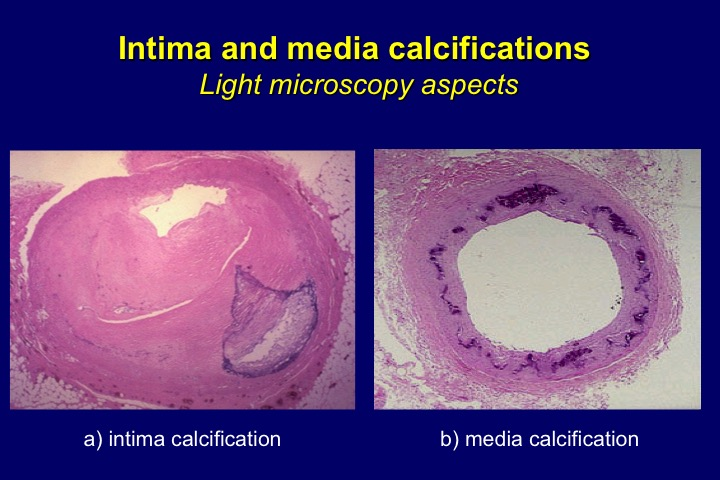 Intima and media calcifications
Light microscopy aspects
a) intima calcification
b) media calcification